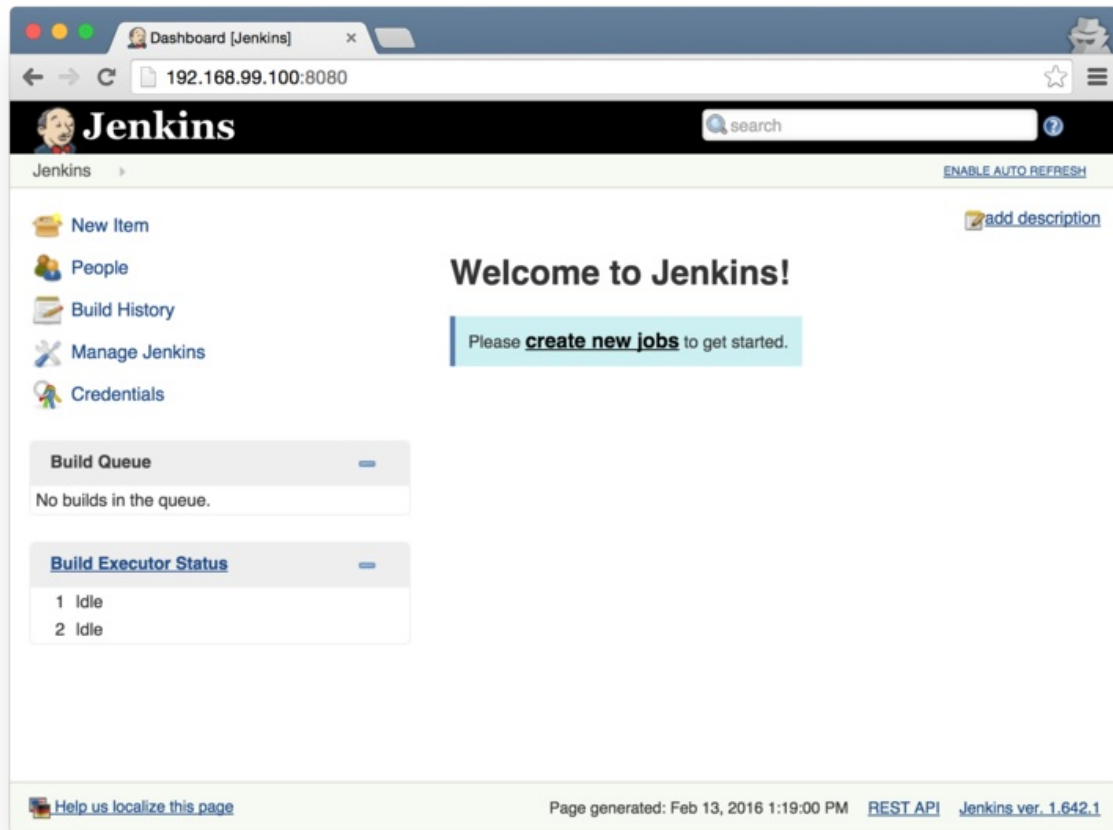 Dashboard [Jenkins]
192.168.99.100:8080
Jenkins
search
Jenkins
ENABLE AUTO REFRESH
New Item
People
Build History
Manage Jenkins
Credentials
add description
Welcome to Jenkins!
Please create new jobs to get started.
Build Queue
No builds in the queue.
Build Executor Status
1 Idle
2 Idle
Help us localize this page
Page generated: Feb 13, 2016 1:19:00 PM REST API Jenkins ver. 1.642.1